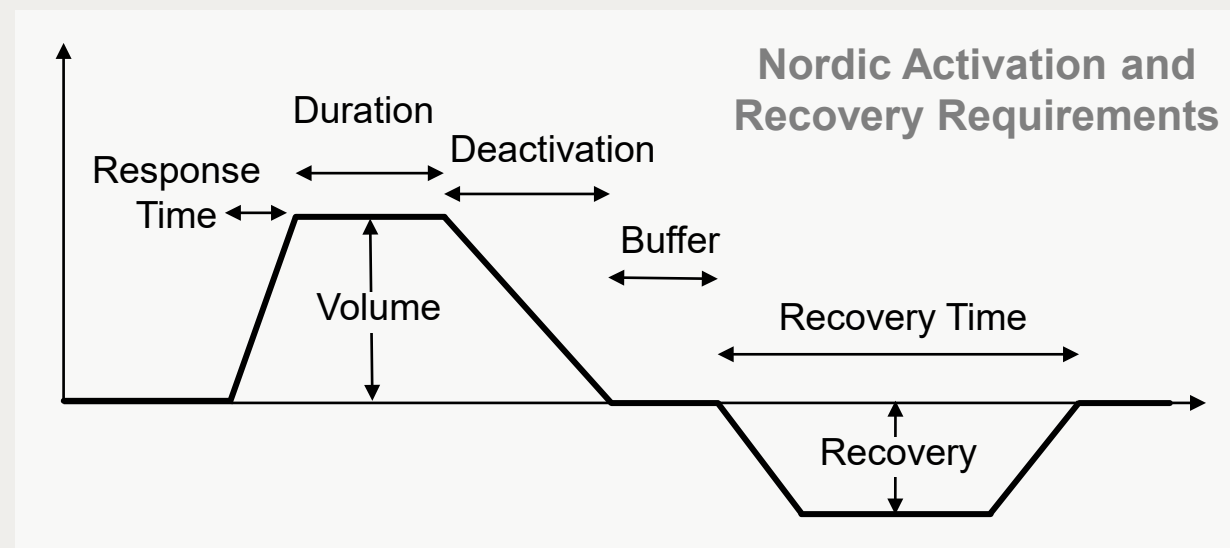 Nordic Activation and
Recovery Requirements
Duration
Deactivation
Response
Time
Buffer
Volume
Recovery Time
Recovery